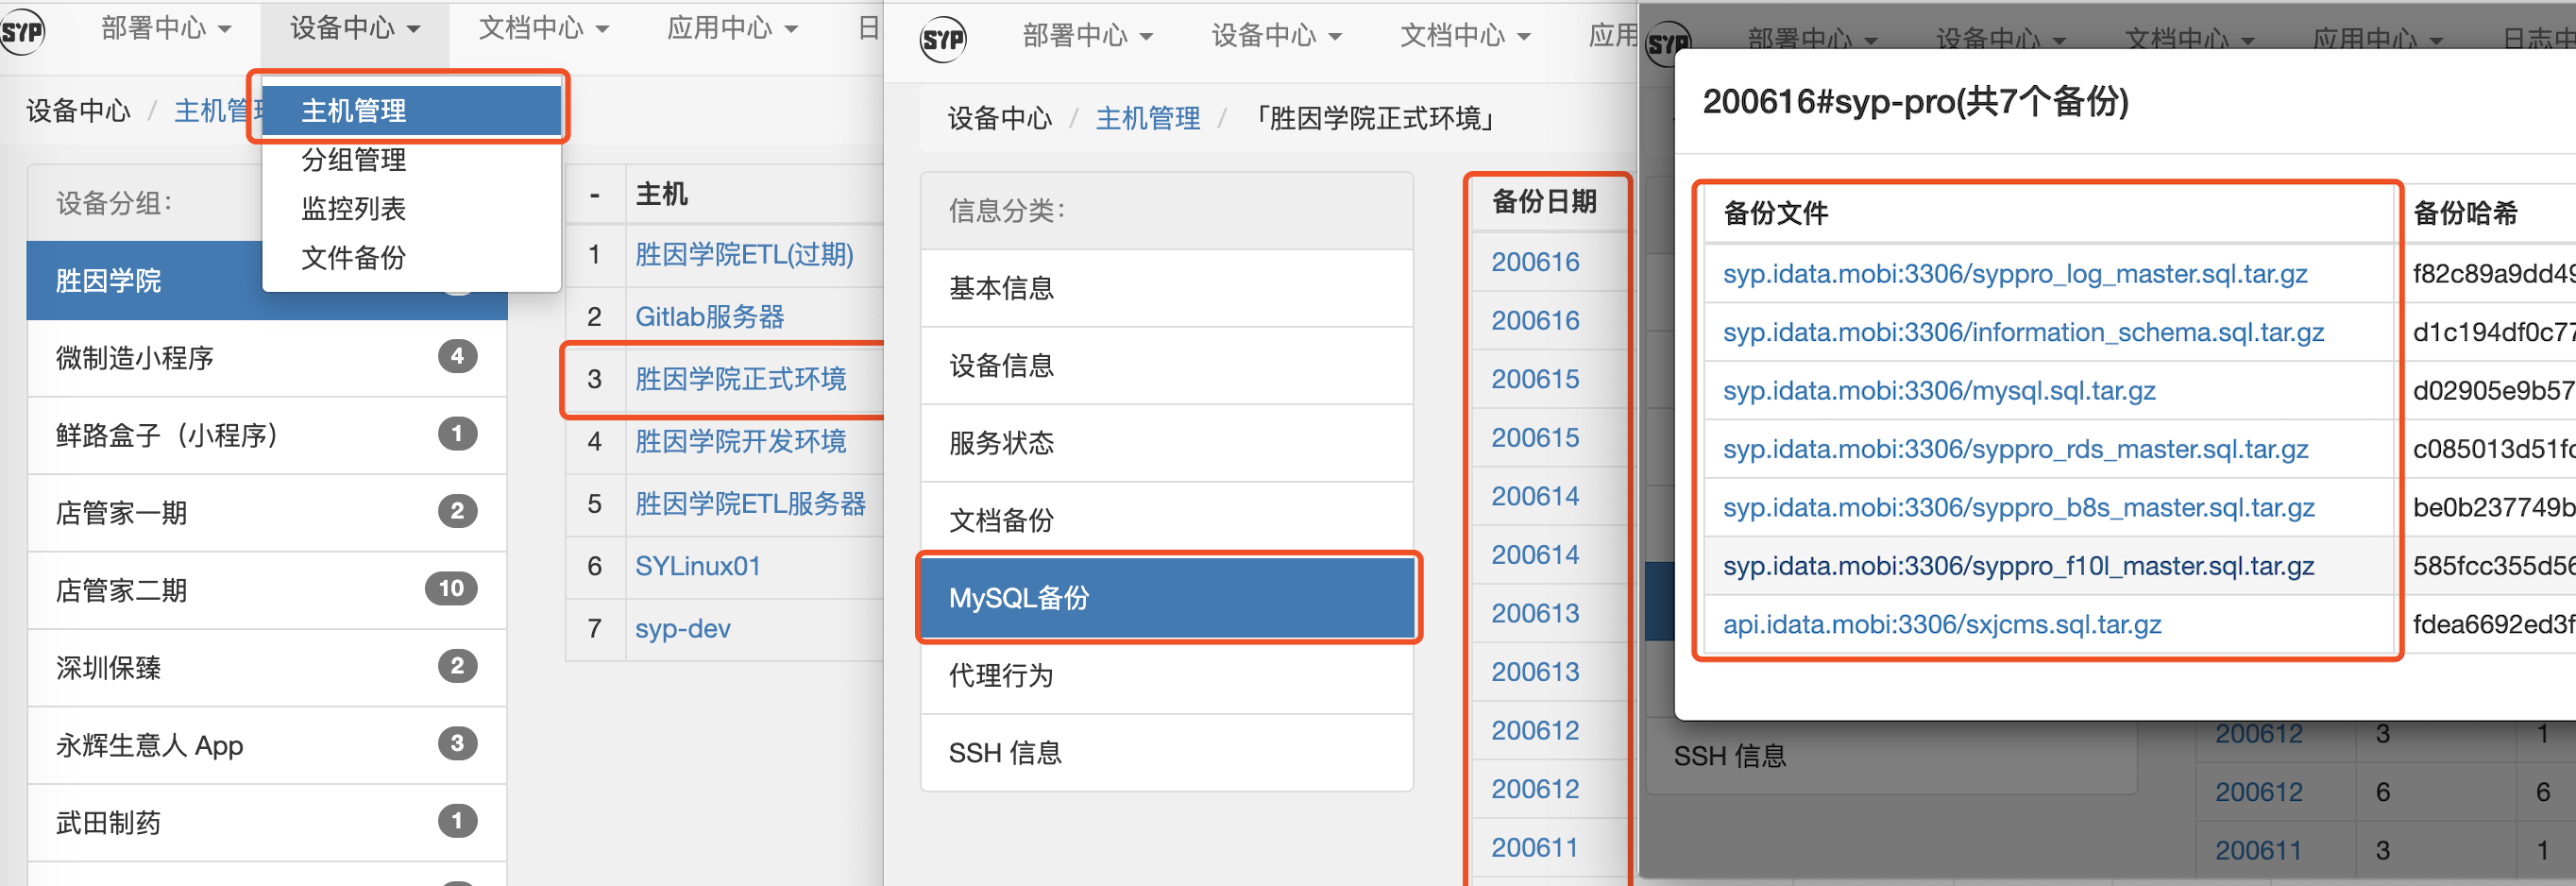 SYP 部署中心 设备中心 文档中心 应用中心 日
主机管理
分组管理
监控列表
文件备份
设备中心 / 主机管理
设备分组:
胜因学院
微制造小程序 4
鲜路盒子（小程序） 1
店管家一期 2
店管家二期 10
深圳保臻 2
永辉生意人 App 3
武田制药 1
- 主机
1 胜因学院ETL(过期)
2 Gitlab服务器
3 胜因学院正式环境
4 胜因学院开发环境
5 胜因学院ETL服务器
6 SYLinux01
7 syp-dev
SYP 部署中心 设备中心 文档中心 应用
设备中心 / 主机管理 / 「胜因学院正式环境」
信息分类:
基本信息
设备信息
服务状态
文档备份
MySQL备份
代理行为
SSH 信息
备份日期
200616
200616
200615
200615
200614
200614
200613
200613
200612
200612
200611
SYP 部署中心 设备中心 文档中心 应用中心 日志中
200616#syp-pro(共7个备份)
备份文件 备份哈希
syp.idata.mobi:3306/syppro_log_master.sql.tar.gz f82c89a9dd49
syp.idata.mobi:3306/information_schema.sql.tar.gz d1c194df0c77
syp.idata.mobi:3306/mysql.sql.tar.gz d02905e9b57
syp.idata.mobi:3306/syppro_rds_master.sql.tar.gz c085013d51fc
syp.idata.mobi:3306/syppro_b8s_master.sql.tar.gz be0b237749b
syp.idata.mobi:3306/syppro_f10l_master.sql.tar.gz 585fcc355d56
api.idata.mobi:3306/sxjcms.sql.tar.gz fdea6692ed3f
SSH 信息
200612 3 1
200612 6 6
200611 3 1